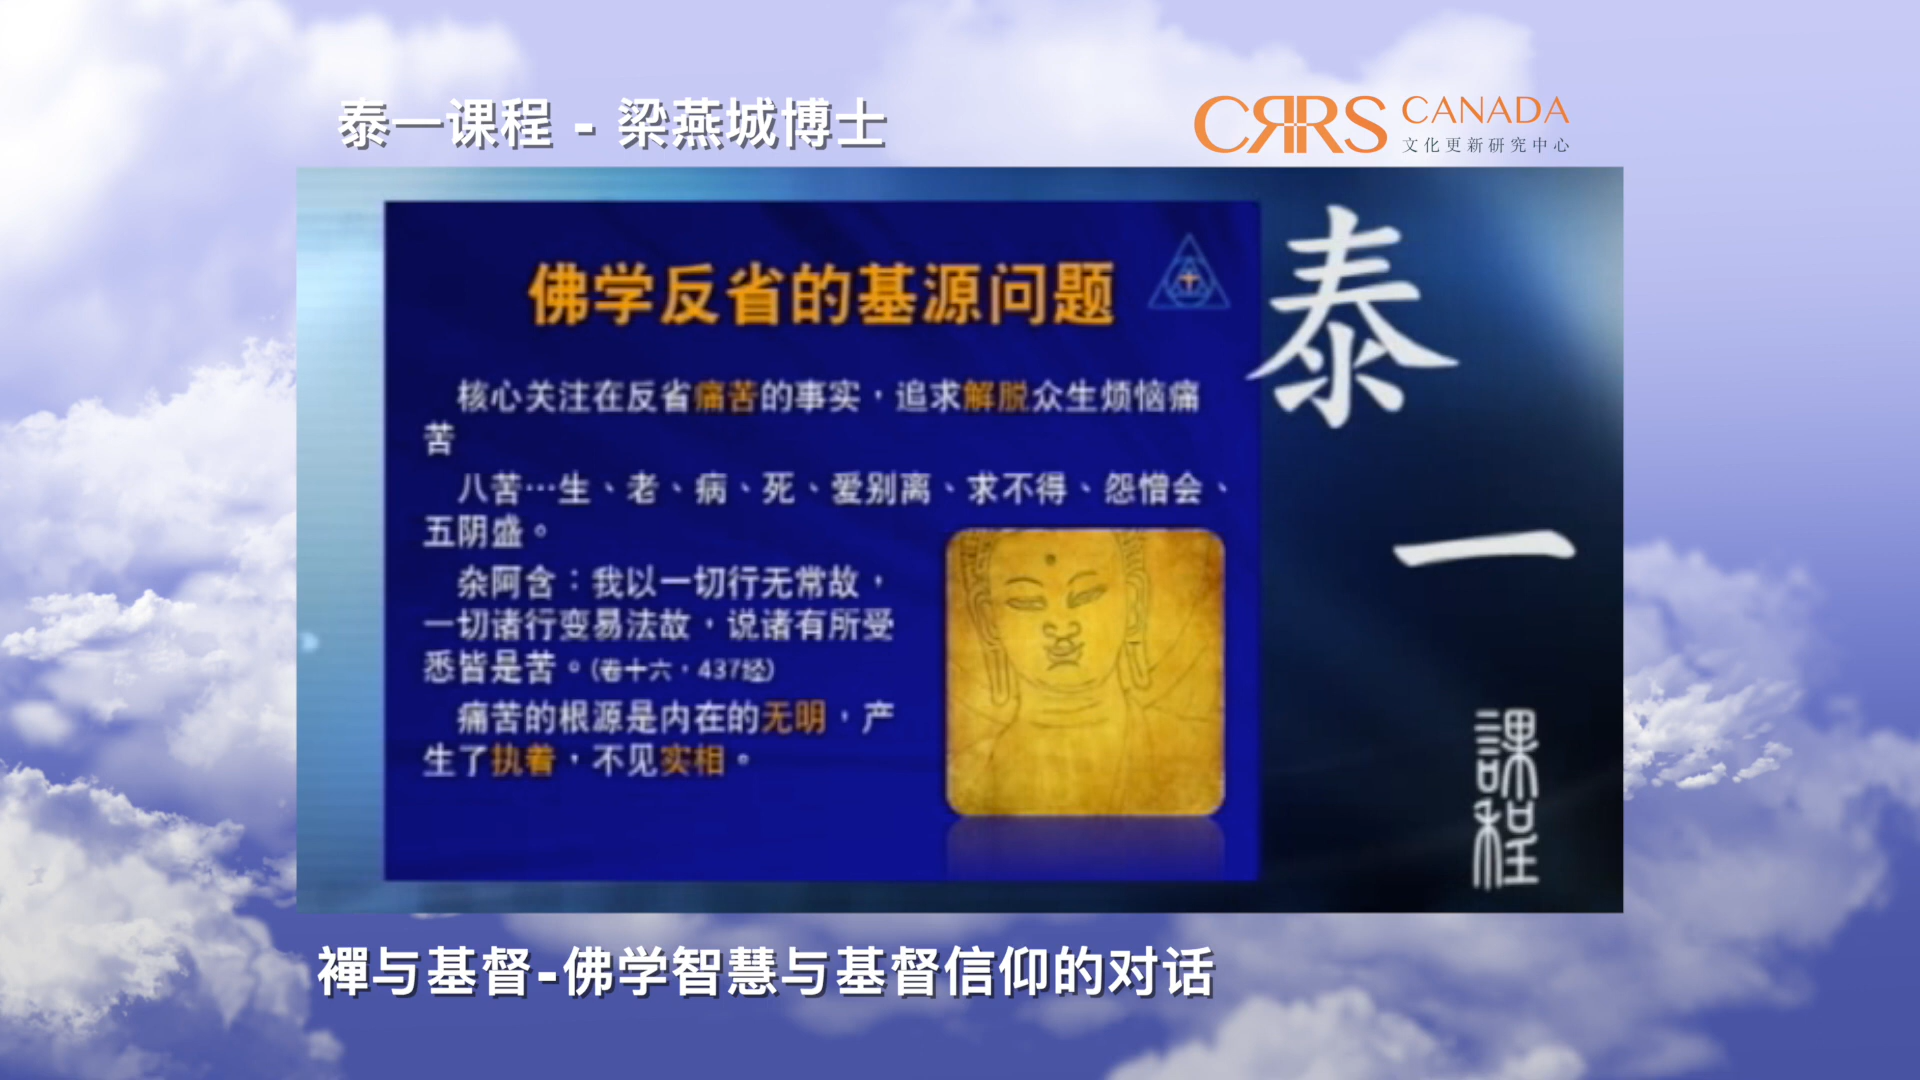 泰一课程 - 梁燕城博士
CRRS CANADA
文化更新研究中心
佛学反省的基源问题
核心关注在反省痛苦的事实，追求解脱众生烦恼痛
苦
八苦…生、老、病、死、爱别离、求不得、怨憎会、
五阴盛。
杂阿含：我以一切行无常故，
一切诸行变易法故，说诸有所受
悉皆是苦。(卷十六，437经)
痛苦的根源是内在的无明，产
生了执着，不见实相。
泰一
課程
禪与基督-佛学智慧与基督信仰的对话